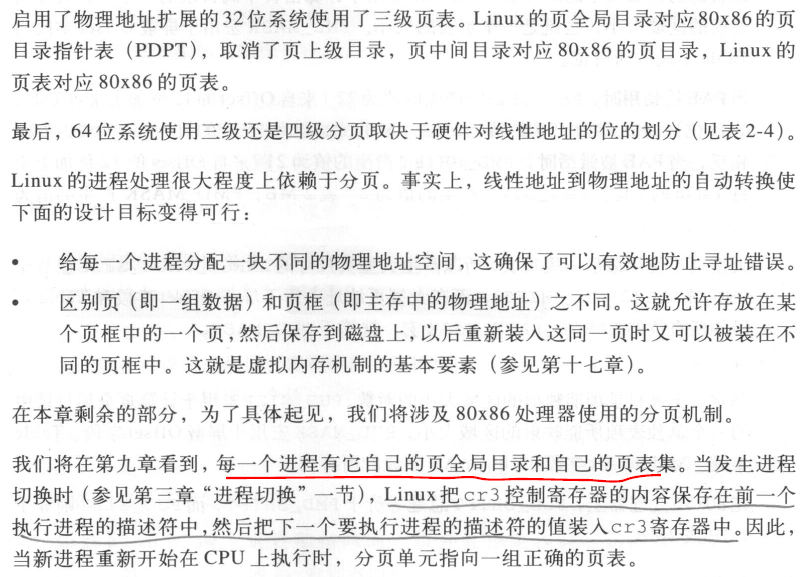 启用了物理地址扩展的32位系统使用了三级页表。Linux的页全局目录对应80x86的页
目录指针表（PDPT），取消了页上级目录，页中间目录对应80x86的页目录，Linux的
页表对应80x86的页表。
最后，64位系统使用三级还是四级分页取决于硬件对线性地址的位的划分（见表2-4）。
Linux的进程处理很大程度上依赖于分页。事实上，线性地址到物理地址的自动转换使
下面的设计目标变得可行：
• 给每一个进程分配一块不同的物理地址空间，这确保了可以有效地防止寻址错误。
• 区别页（即一组数据）和页框（即主存中的物理地址）之不同。这就允许存放在某
个页框中的一个页，然后保存到磁盘上，以后重新装入这同一页时又可以被装在不
同的页框中。这就是虚拟内存机制的基本要素（参见第十七章）。
在本章剩余的部分，为了具体起见，我们将涉及80x86处理器使用的分页机制。
我们将在第九章看到，每一个进程有它自己的页全局目录和自己的页表集。当发生进程
切换时（参见第三章“进程切换”一节），Linux把cr3控制寄存器的内容保存在前一个
执行进程的描述符中，然后把下一个要执行进程的描述符的值装入cr3寄存器中。因此，
当新进程重新开始在CPU上执行时，分页单元指向一组正确的页表。